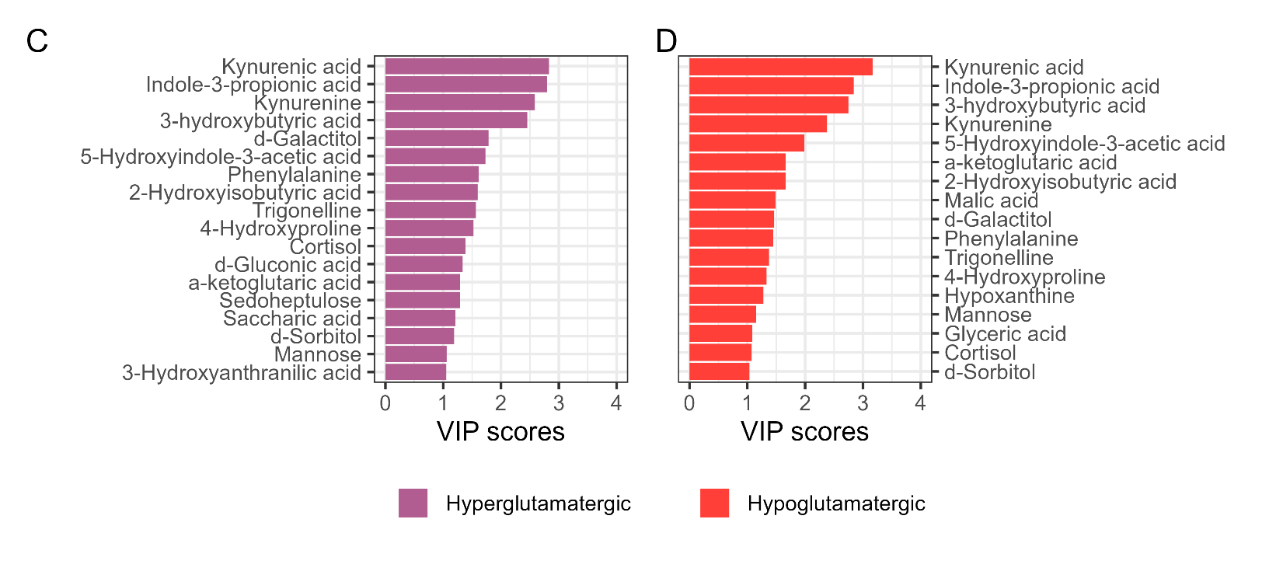 C
Kynurenic acid
Indole-3-propionic acid
Kynurenine
3-hydroxybutyric acid
d-Galactitol
5-Hydroxyindole-3-acetic acid
Phenylalanine
2-Hydroxyisobutyric acid
Trigonelline
4-Hydroxyproline
Cortisol
d-Gluconic acid
a-ketoglutaric acid
Sedoheptulose
Saccharic acid
d-Sorbitol
Mannose
3-Hydroxyanthranilic acid
0 1 2 3 4
VIP scores
D
Kynurenic acid
Indole-3-propionic acid
3-hydroxybutyric acid
Kynurenine
5-Hydroxyindole-3-acetic acid
a-ketoglutaric acid
2-Hydroxyisobutyric acid
Malic acid
d-Galactitol
Phenylalanine
Trigonelline
4-Hydroxyproline
Hypoxanthine
Mannose
Glyceric acid
Cortisol
d-Sorbitol
0 1 2 3 4
VIP scores
Hyperglutamatergic
Hypoglutamatergic